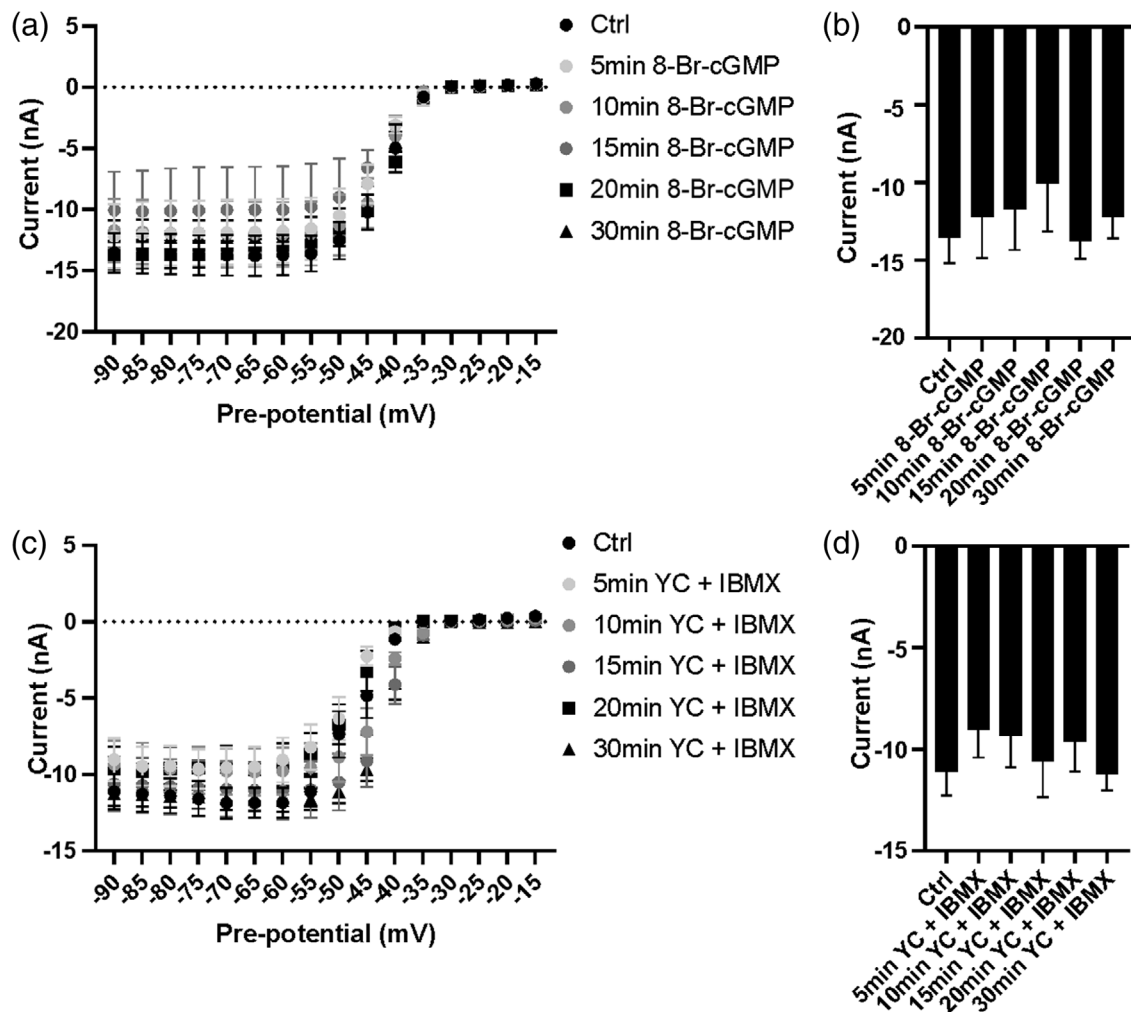 (a)
5
0
-5
-10
-15
-20
Current (nA)
-90 -85 -80 -75 -70 -65 -60 -55 -50 -45 -40 -35 -30 -25 -20 -15
Pre-potential (mV)
Ctrl
5min 8-Br-cGMP
10min 8-Br-cGMP
15min 8-Br-cGMP
20min 8-Br-cGMP
30min 8-Br-cGMP
(b)
0
-5
-10
-15
-20
Current (nA)
Ctrl
5min 8-Br-cGMP
10min 8-Br-cGMP
15min 8-Br-cGMP
20min 8-Br-cGMP
30min 8-Br-cGMP
(c)
5
0
-5
-10
-15
Current (nA)
-90 -85 -80 -75 -70 -65 -60 -55 -50 -45 -40 -35 -30 -25 -20 -15
Pre-potential (mV)
Ctrl
5min YC + IBMX
10min YC + IBMX
15min YC + IBMX
20min YC + IBMX
30min YC + IBMX
(d)
0
-5
-10
-15
Current (nA)
Ctrl
5min YC + IBMX
10min YC + IBMX
15min YC + IBMX
20min YC + IBMX
30min YC + IBMX